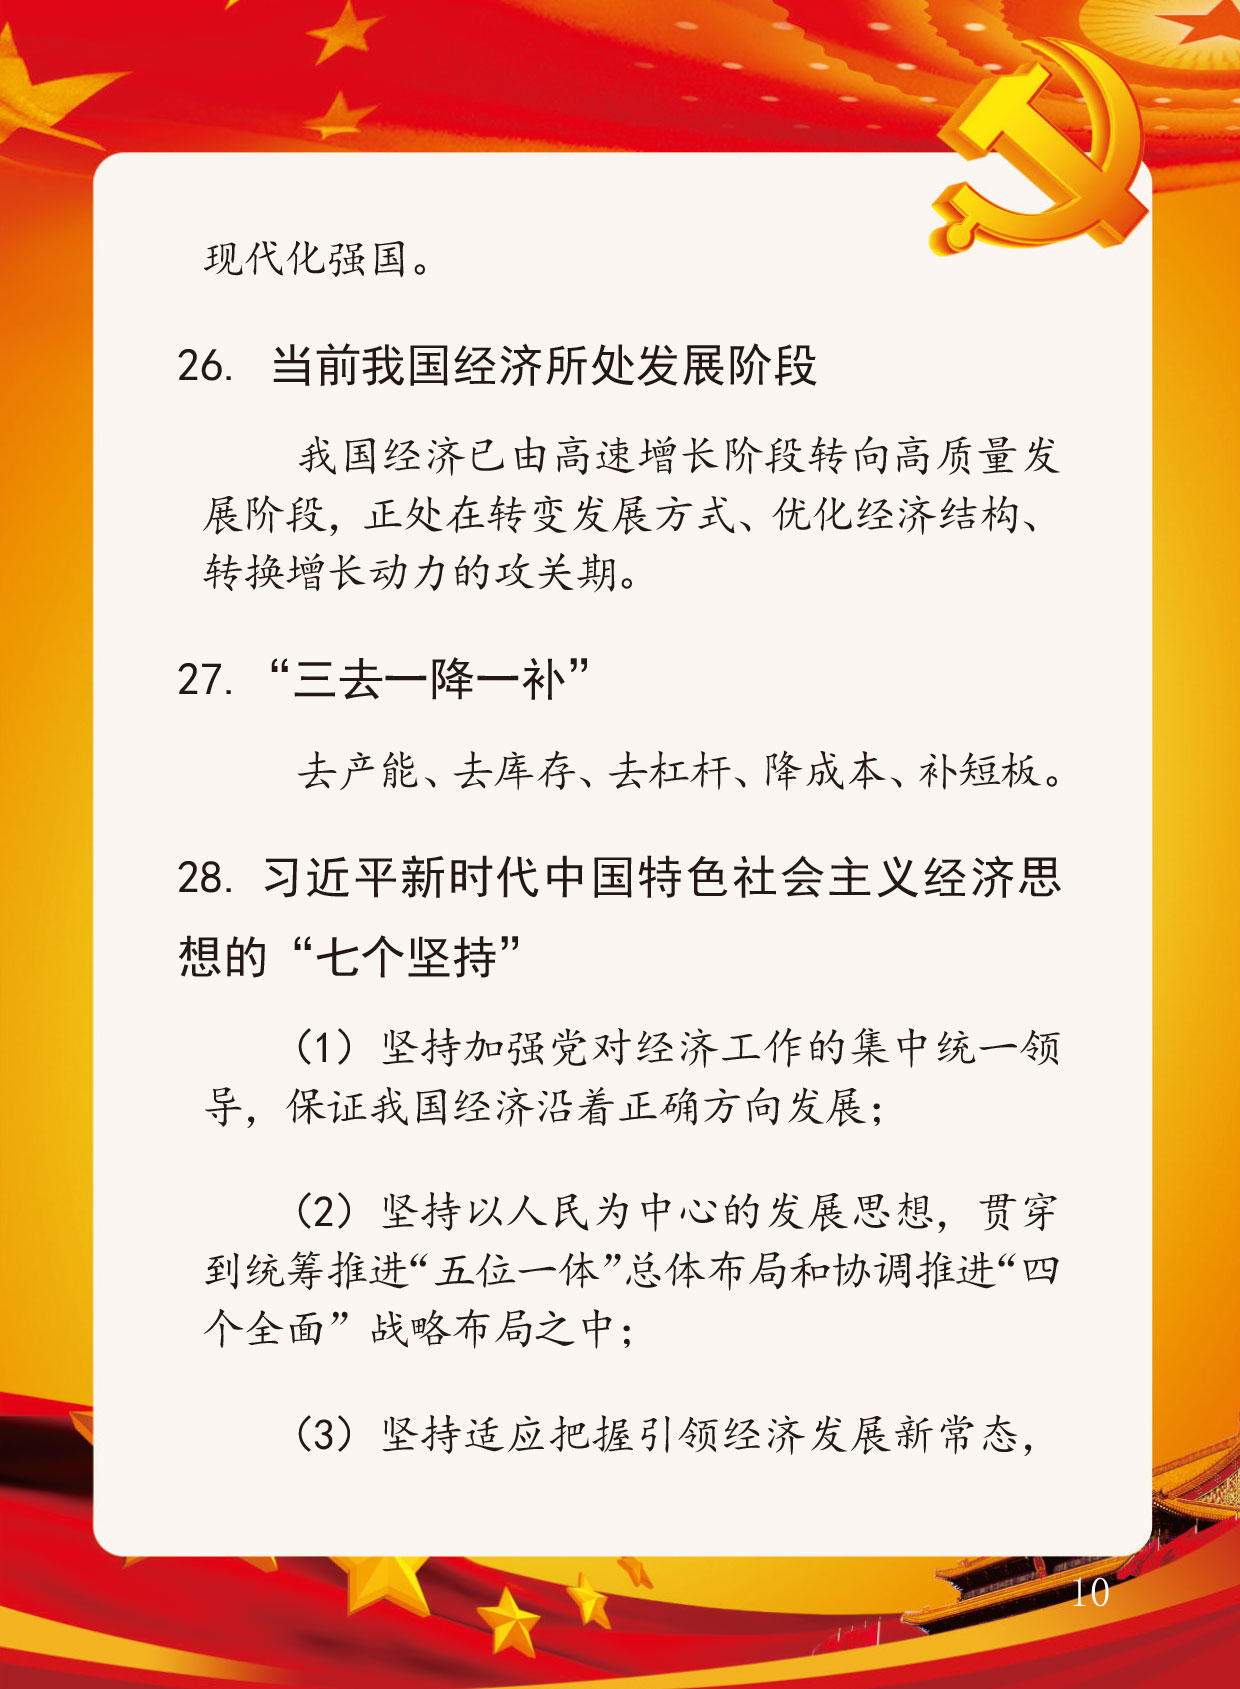 现代化强国。
26. 当前我国经济所处发展阶段
我国经济已由高速增长阶段转向高质量发
展阶段，正处在转变发展方式、优化经济结构、
转换增长动力的攻关期。
27. “三去一降一补”
去产能、去库存、去杠杆、降成本、补短板。
28. 习近平新时代中国特色社会主义经济思
想的“七个坚持”
（1）坚持加强党对经济工作的集中统一领
导，保证我国经济沿着正确方向发展；
（2）坚持以人民为中心的发展思想，贯穿
到统筹推进“五位一体”总体布局和协调推进“四
个全面”战略布局之中；
（3）坚持适应把握引领经济发展新常态，
10